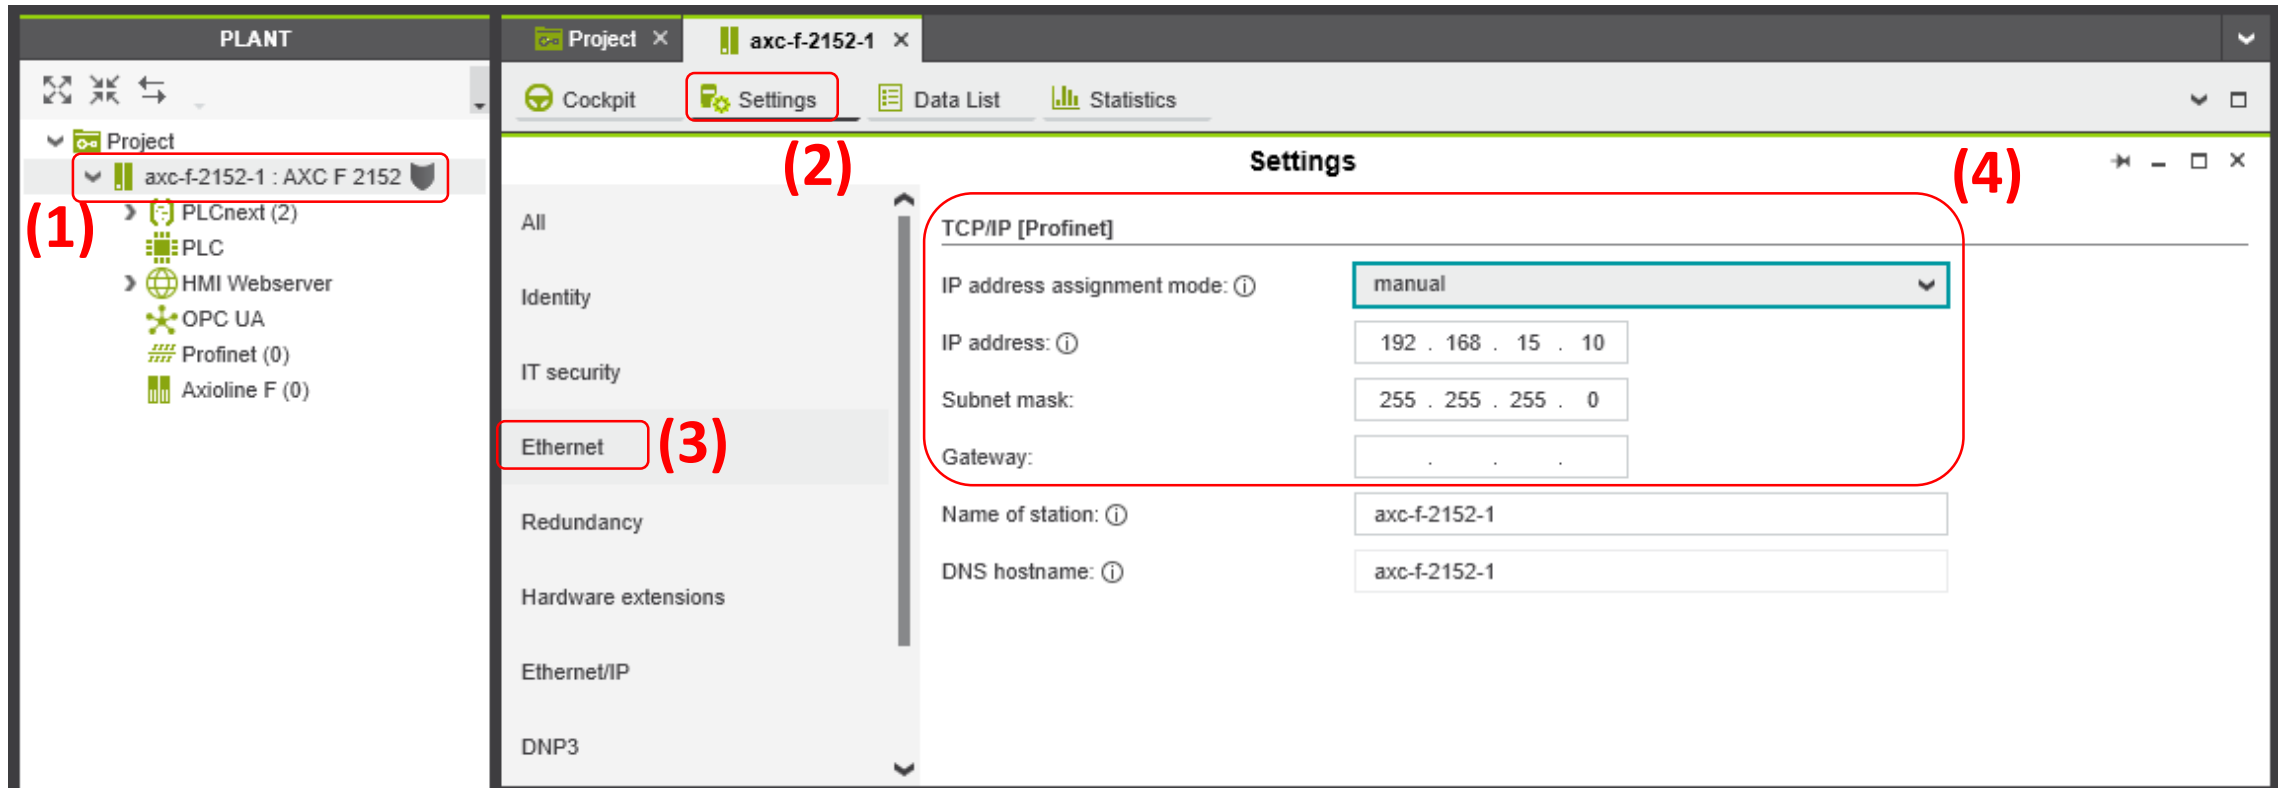 PLANT
Project
axc-f-2152-1 : AXC F 2152
(1)
PLCnext (2)
PLC
HMI Webserver
OPC UA
Profinet (0)
Axioline F (0)
Project
axc-f-2152-1
Cockpit
Settings
Data List
Statistics
(2)
Settings
(4)
All
Identity
IT security
Ethernet
(3)
Redundancy
Hardware extensions
Ethernet/IP
DNP3
TCP/IP [Profinet]
IP address assignment mode: manual
IP address: 192 . 168 . 15 . 10
Subnet mask: 255 . 255 . 255 . 0
Gateway: . . .
Name of station: axc-f-2152-1
DNS hostname: axc-f-2152-1